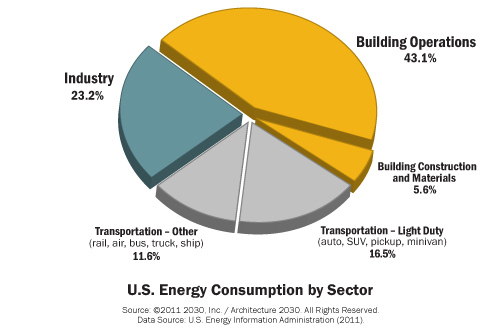 Building Operations
43.1%
Industry
23.2%
Building Construction
and Materials
5.6%
Transportation – Other
(rail, air, bus, truck, ship)
11.6%
Transportation – Light Duty
(auto, SUV, pickup, minivan)
16.5%
U.S. Energy Consumption by Sector
Source: ©2011 2030, Inc. / Architecture 2030. All Rights Reserved.
Data Source: U.S. Energy Information Administration (2011).